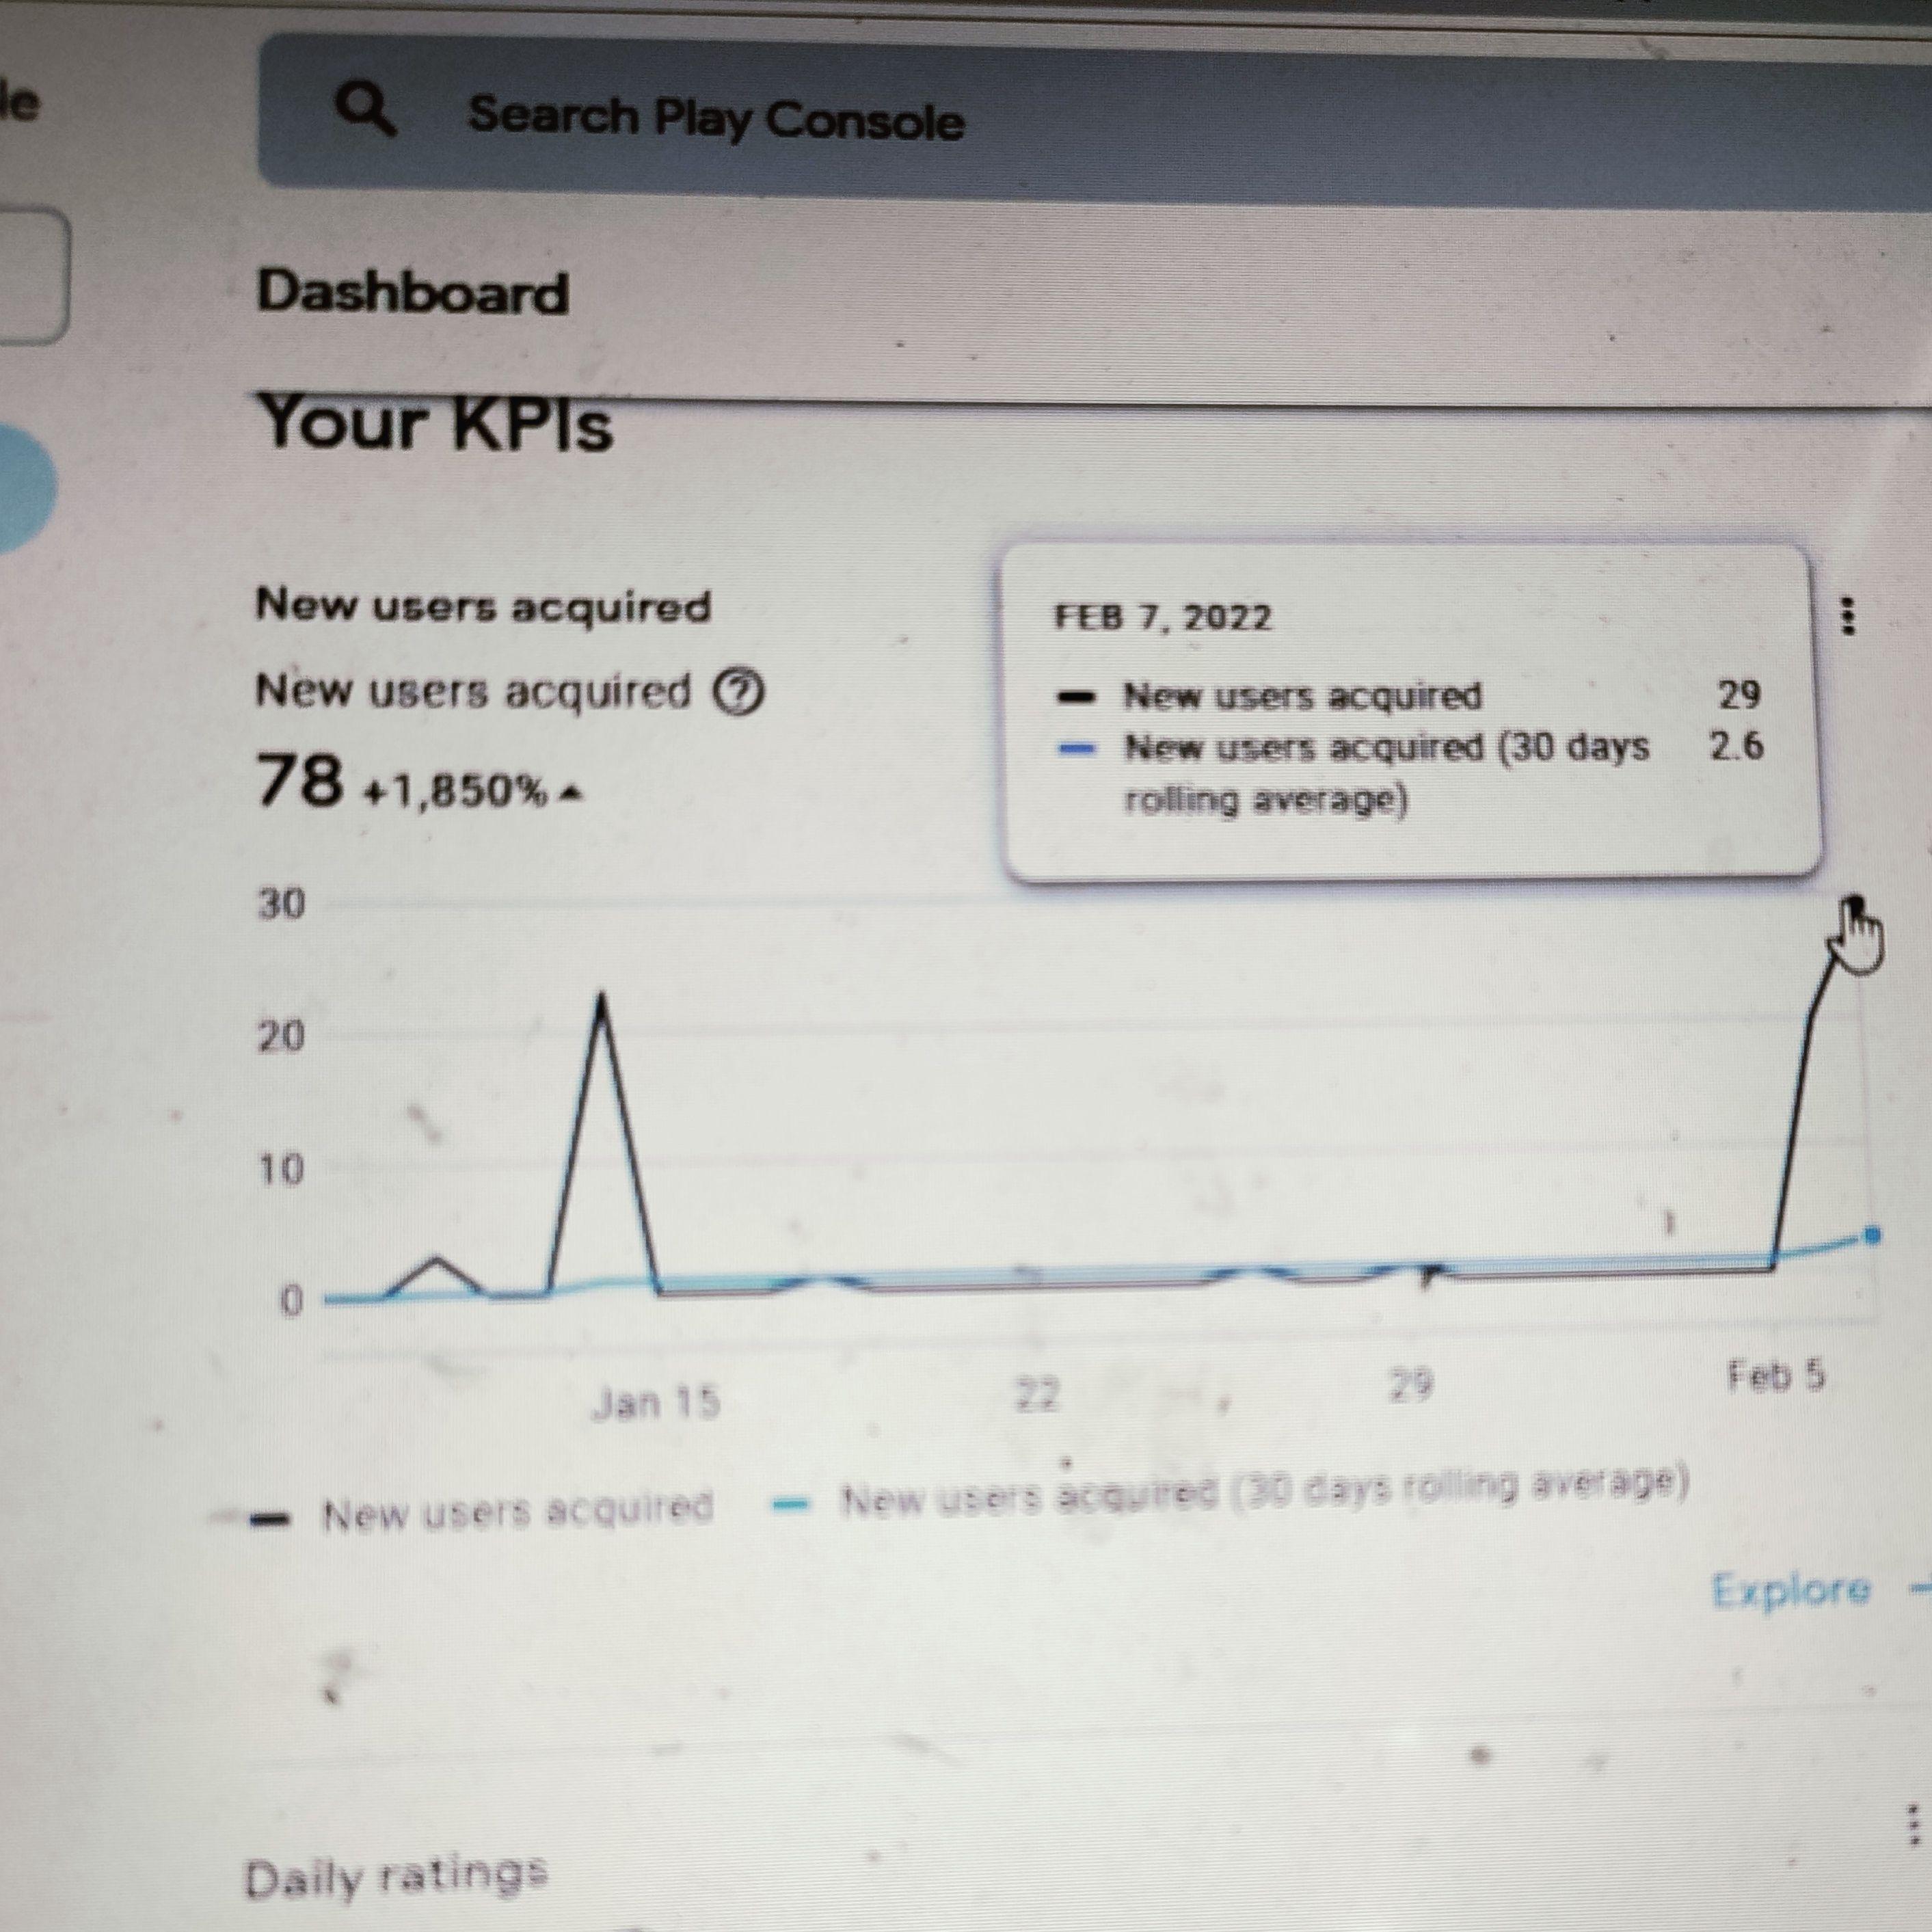 le
Search Play Console
Dashboard
Your KPIs
New users acquired
New users acquired
78 +1,850%
FEB 7, 2022
New users acquired 29
New users acquired (30 days 2.6
rolling average)
30
20
10
0
Jan 15 22 29 Feb 5
New users acquired New users acquired (30 days rolling average)
Explore
Daily ratings